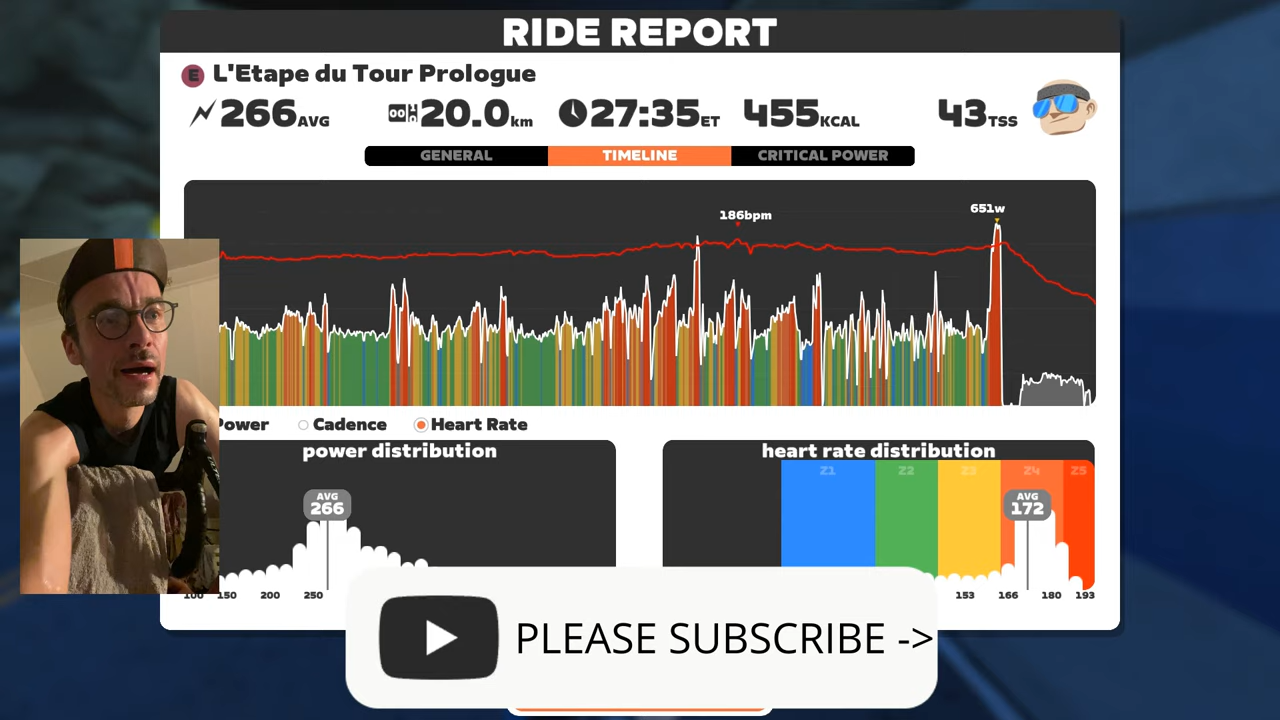 RIDE REPORT
E L'Etape du Tour Prologue
266AVG 20.0km 27:35ET 455KCAL 43TSS
GENERAL TIMELINE CRITICAL POWER
186bpm
651w
Power Cadence Heart Rate
power distribution
AVG
266
100 150 200 250
heart rate distribution
Z1 Z2 Z3 Z4 Z5
AVG
172
153 166 180 193
PLEASE SUBSCRIBE ->